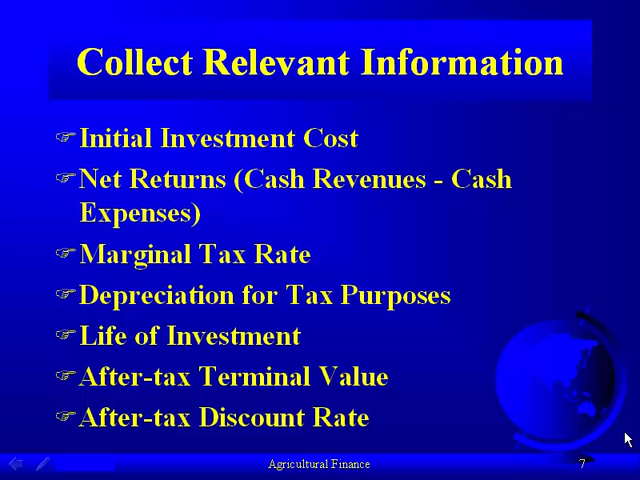 Collect Relevant Information
Initial Investment Cost
Net Returns (Cash Revenues - Cash
Expenses)
Marginal Tax Rate
Depreciation for Tax Purposes
Life of Investment
After-tax Terminal Value
After-tax Discount Rate
Agricultural Finance 7